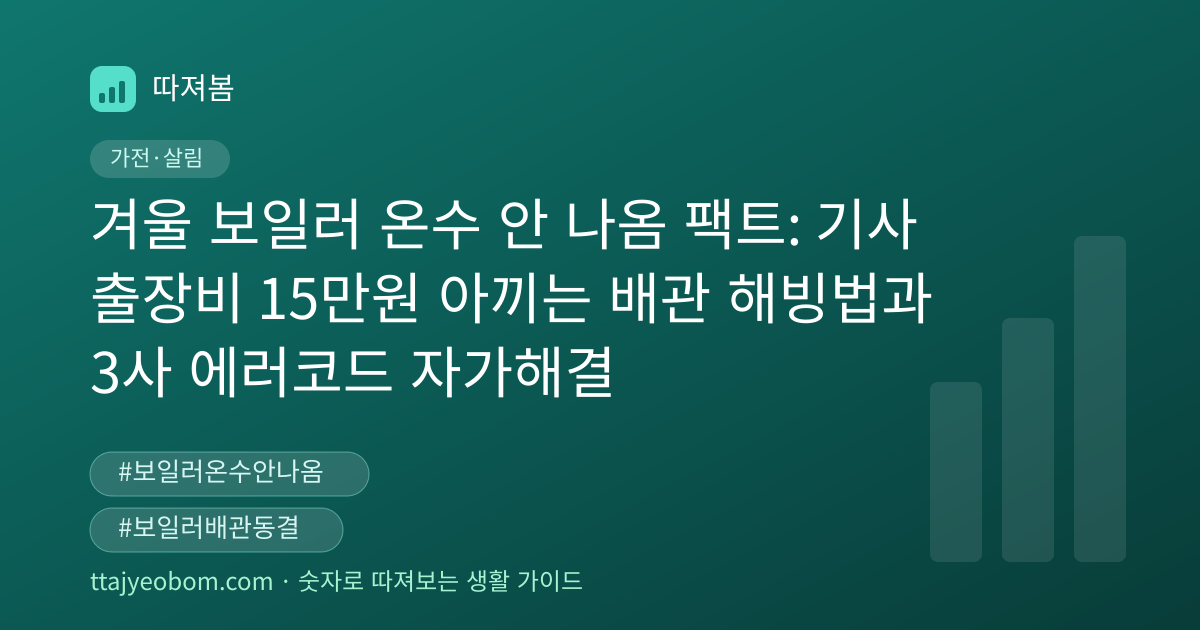 따져봄
가전·살림
겨울 보일러 온수 안 나옴 팩트: 기사
출장비 15만원 아끼는 배관 해빙법과
3사 에러코드 자가해결
#보일러온수안나옴
#보일러배관동결
ttajyeobom.com · 숫자로 따져보는 생활 가이드